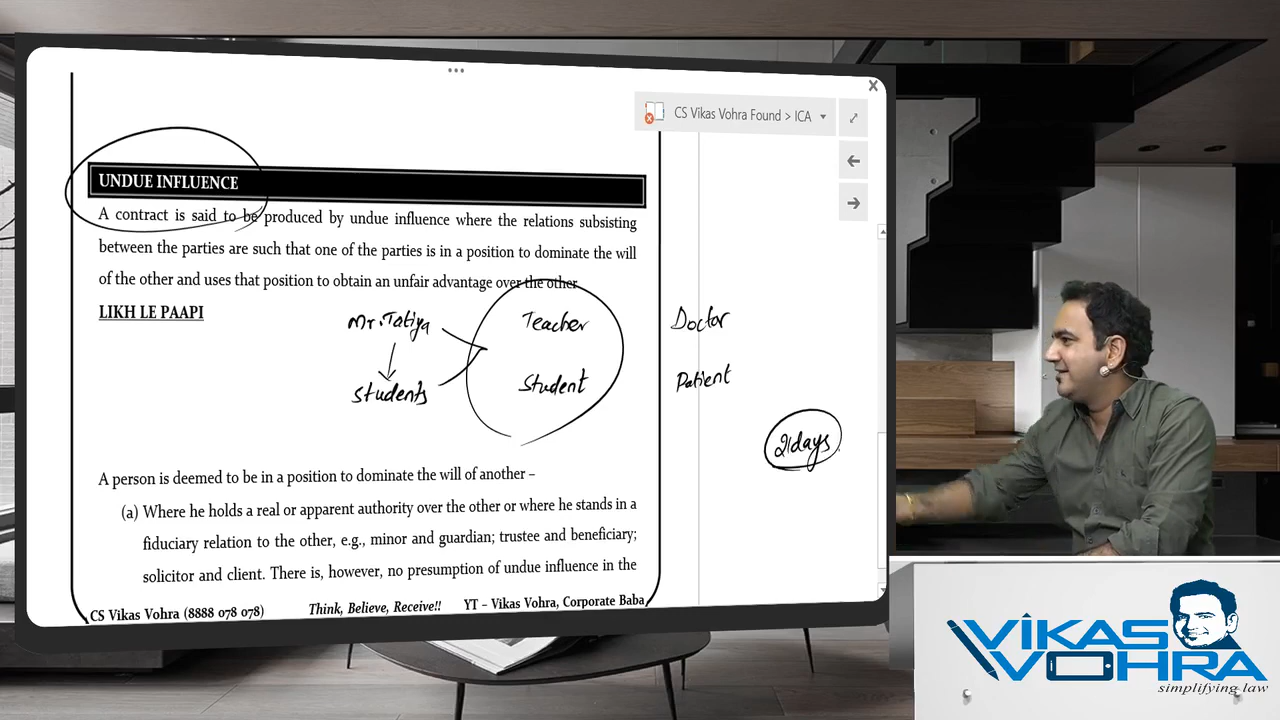 CS Vikas Vohra Found > ICA
UNDUE INFLUENCE
A contract is said to be produced by undue influence where the relations subsisting
between the parties are such that one of the parties is in a position to dominate the will
of the other and uses that position to obtain an unfair advantage over the other
LIKH LE PAAPI
Mr. Tatiya Teacher Doctor
Students Student Patient
21days
A person is deemed to be in a position to dominate the will of another –
(a) Where he holds a real or apparent authority over the other or where he stands in a
fiduciary relation to the other, e.g., minor and guardian; trustee and beneficiary;
solicitor and client. There is, however, no presumption of undue influence in the
CS Vikas Vohra (8888 078 078) Think, Believe, Receive!! YT – Vikas Vohra, Corporate Baba
VIKAS
VOHRA
simplifying law